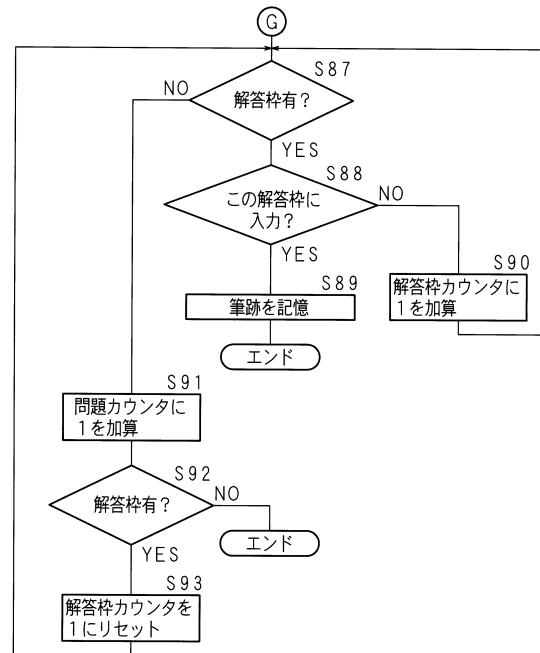 G
S87
NO
解答枠有?
YES
S88
この解答枠に
入力?
NO
YES
S89
筆跡を記憶
エンド
S90
解答枠カウンタに
1を加算
S91
問題カウンタに
1を加算
S92
解答枠有?
NO
エンド
YES
S93
解答枠カウンタを
1にリセット